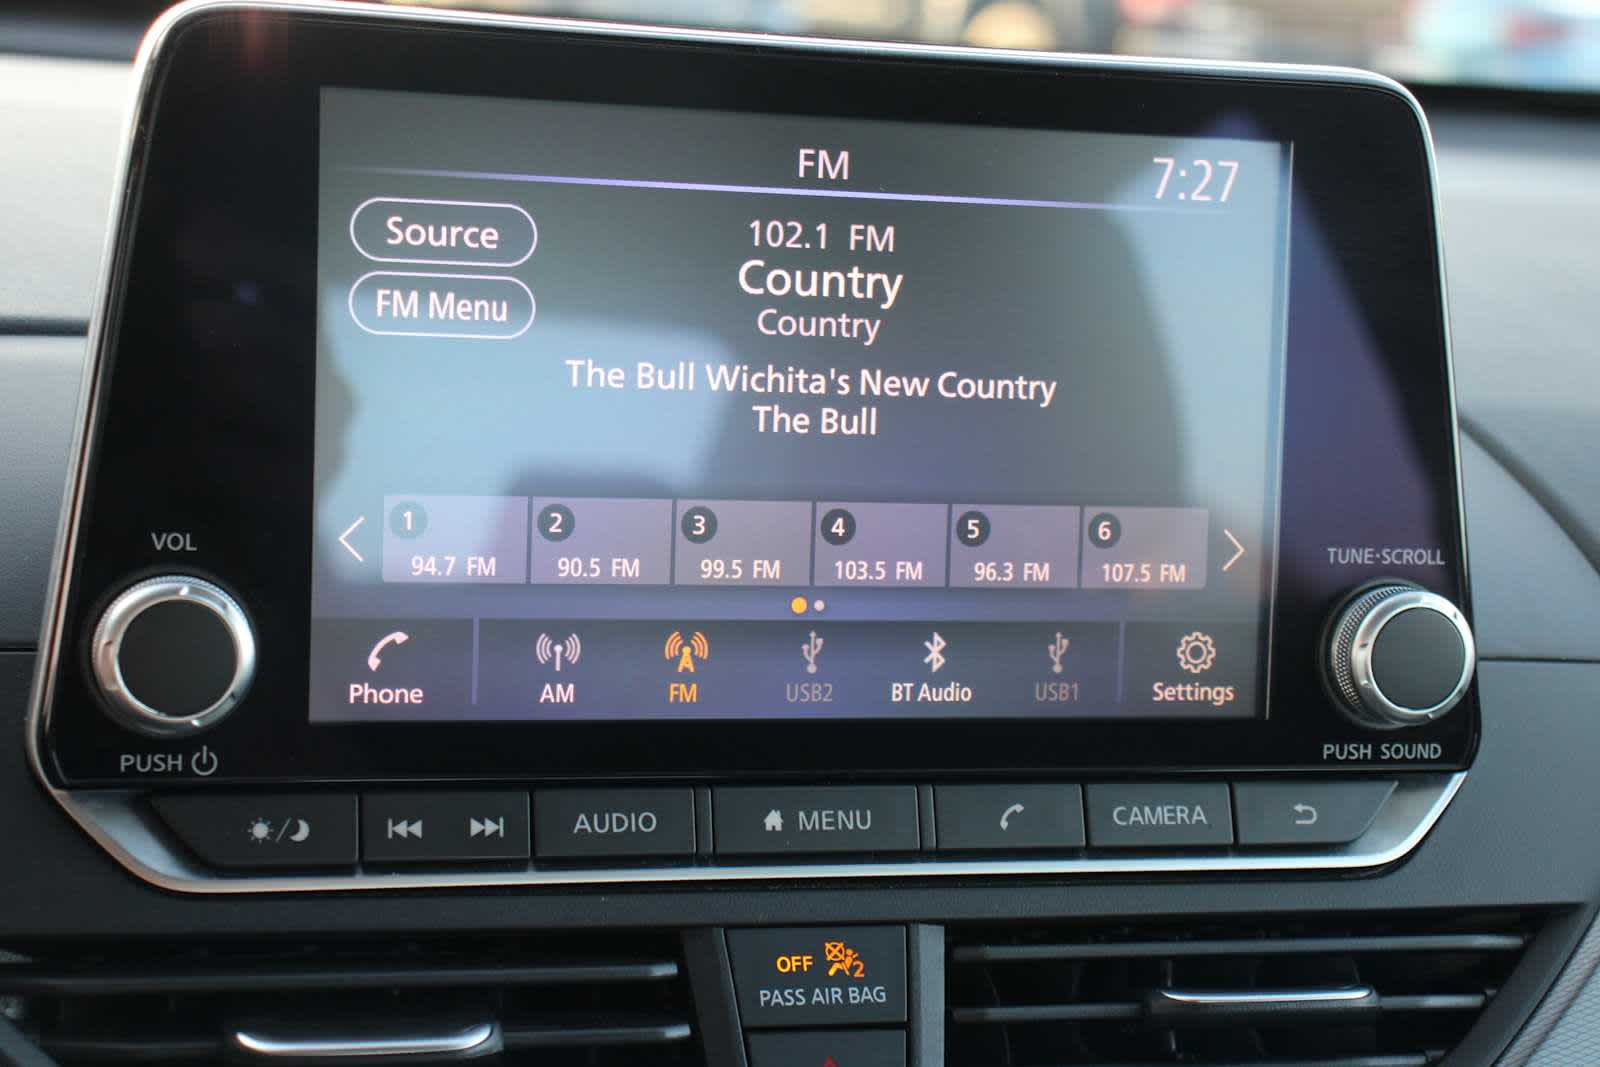 FM
7:27
Source
102.1 FM
Country
FM Menu
Country
The Bull Wichita's New Country
The Bull
1 2 3 4 5 6
94.7 FM 90.5 FM 99.5 FM 103.5 FM 96.3 FM 107.5 FM
VOL
TUNE·SCROLL
Phone AM FM USB2 BT Audio USB1 Settings
PUSH
PUSH SOUND
AUDIO MENU CAMERA
OFF 2
PASS AIR BAG